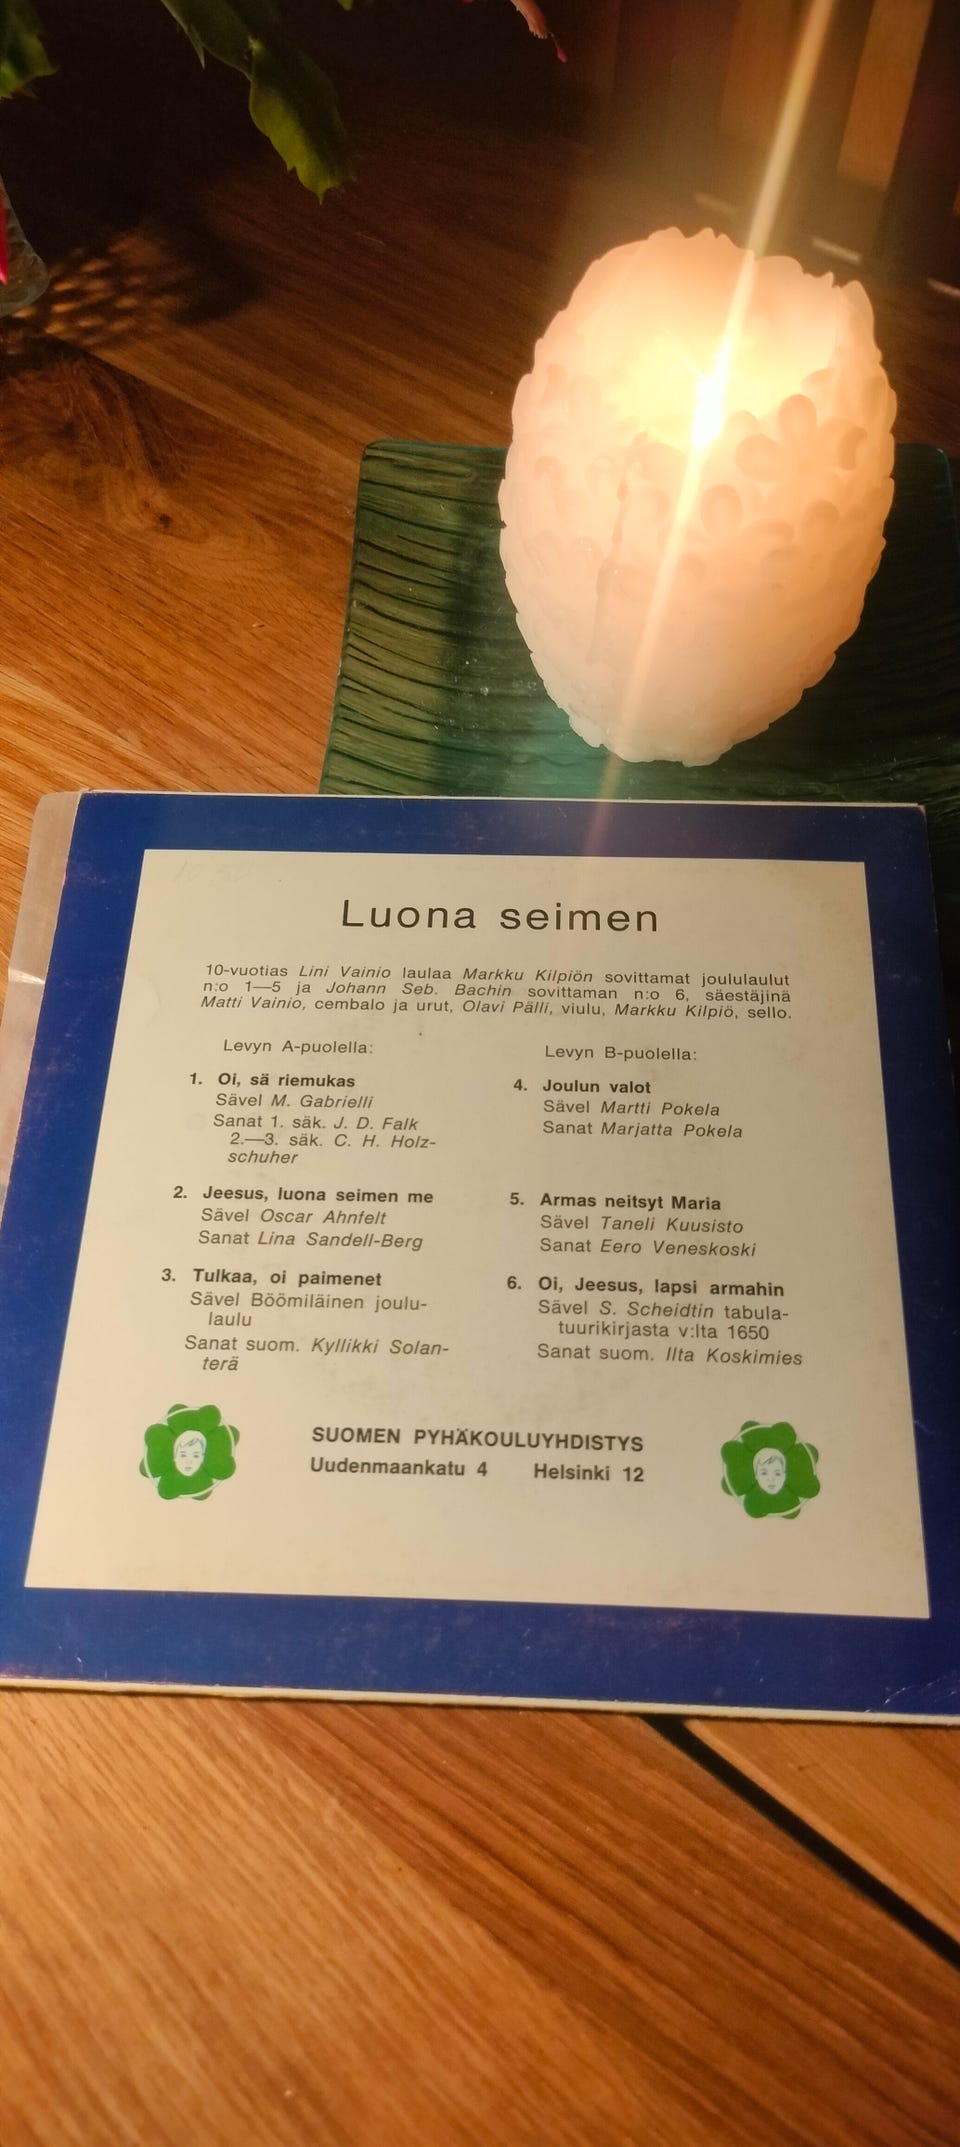 Luona seimen
10-vuotias Lini Vainio laulaa Markku Kilpiön sovittamat joululaulut
n:o 1—5 ja Johann Seb. Bachin sovittaman n:o 6, säestäjinä
Matti Vainio, cembalo ja urut, Olavi Pälli, viulu, Markku Kilpiö, sello.
Levyn A-puolella:
1. Oi, sä riemukas
Sävel M. Gabrielli
Sanat 1. säk. J. D. Falk
2.—3. säk. C. H. Holz-
schuher
2. Jeesus, luona seimen me
Sävel Oscar Ahnfelt
Sanat Lina Sandell-Berg
3. Tulkaa, oi paimenet
Sävel Böömiläinen joulu-
laulu
Sanat suom. Kyllikki Solan-
terä
Levyn B-puolella:
4. Joulun valot
Sävel Martti Pokela
Sanat Marjatta Pokela
5. Armas neitsyt Maria
Sävel Taneli Kuusisto
Sanat Eero Veneskoski
6. Oi, Jeesus, lapsi armahin
Sävel S. Scheidtin tabula-
tuurikirjasta v:lta 1650
Sanat suom. Ilta Koskimies
SUOMEN PYHÄKOULUYHDISTYS
Uudenmaankatu 4 Helsinki 12